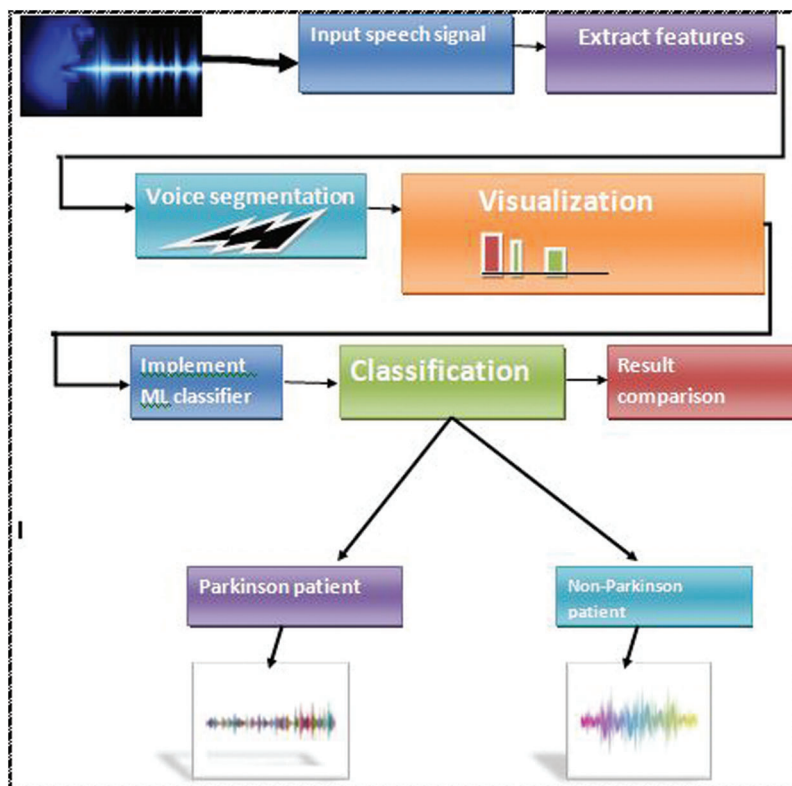 Input speech signal
Extract features
Voice segmentation
Visualization
Implement
ML classifier
Classification
Result
comparison
Parkinson patient
Non-Parkinson
patient